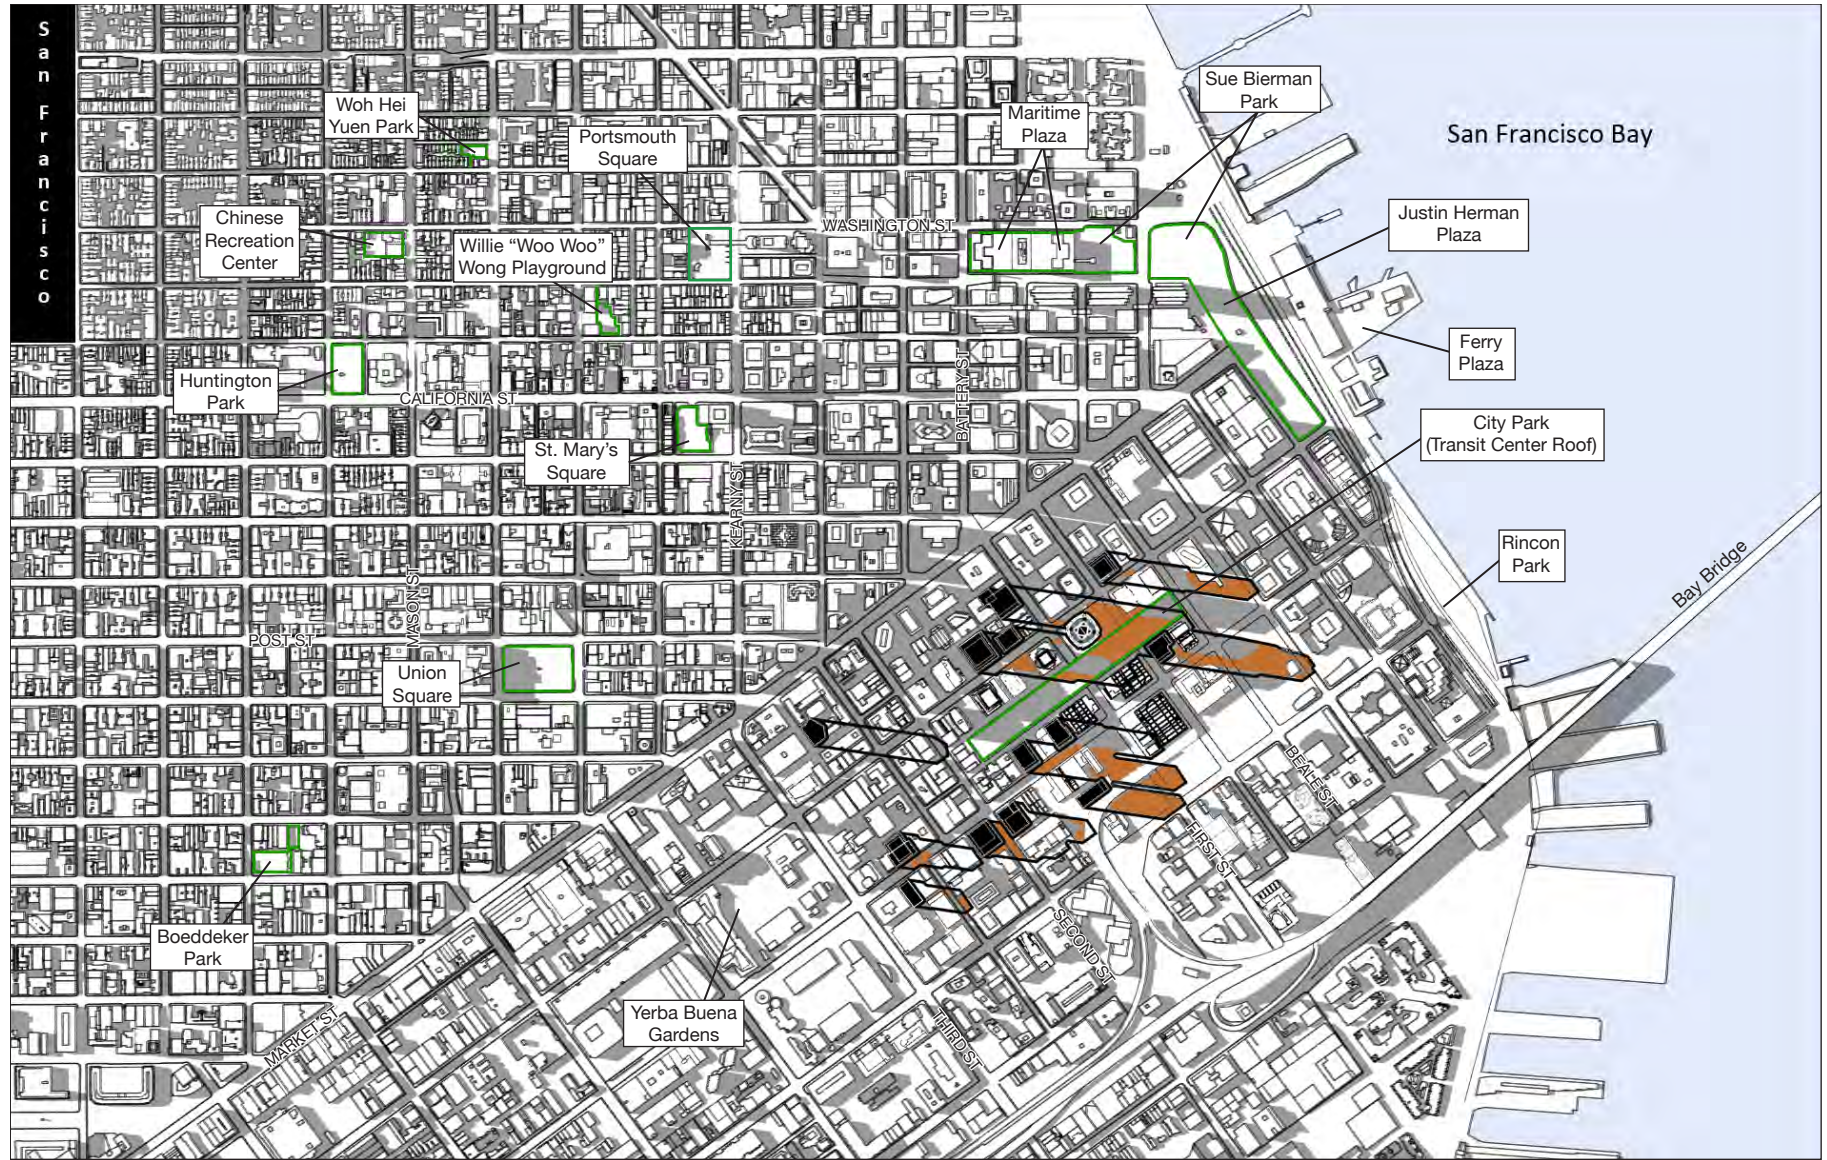 San Francisco
Woh Hei
Yuen Park
Portsmouth
Square
Maritime
Plaza
Sue Bierman
Park
San Francisco Bay
Chinese
Recreation
Center
Willie “Woo Woo”
Wong Playground
WASHINGTON ST
Justin Herman
Plaza
Ferry
Plaza
Huntington
Park
CALIFORNIA ST
BATTERY ST
City Park
(Transit Center Roof)
St. Mary’s
Square
KEARNY ST
Rincon
Park
Bay Bridge
MASON ST
POST ST
Union
Square
BEALE ST
FIRST ST
Boeddeker
Park
SECOND ST
Yerba Buena
Gardens
MARKET ST
THIRD ST